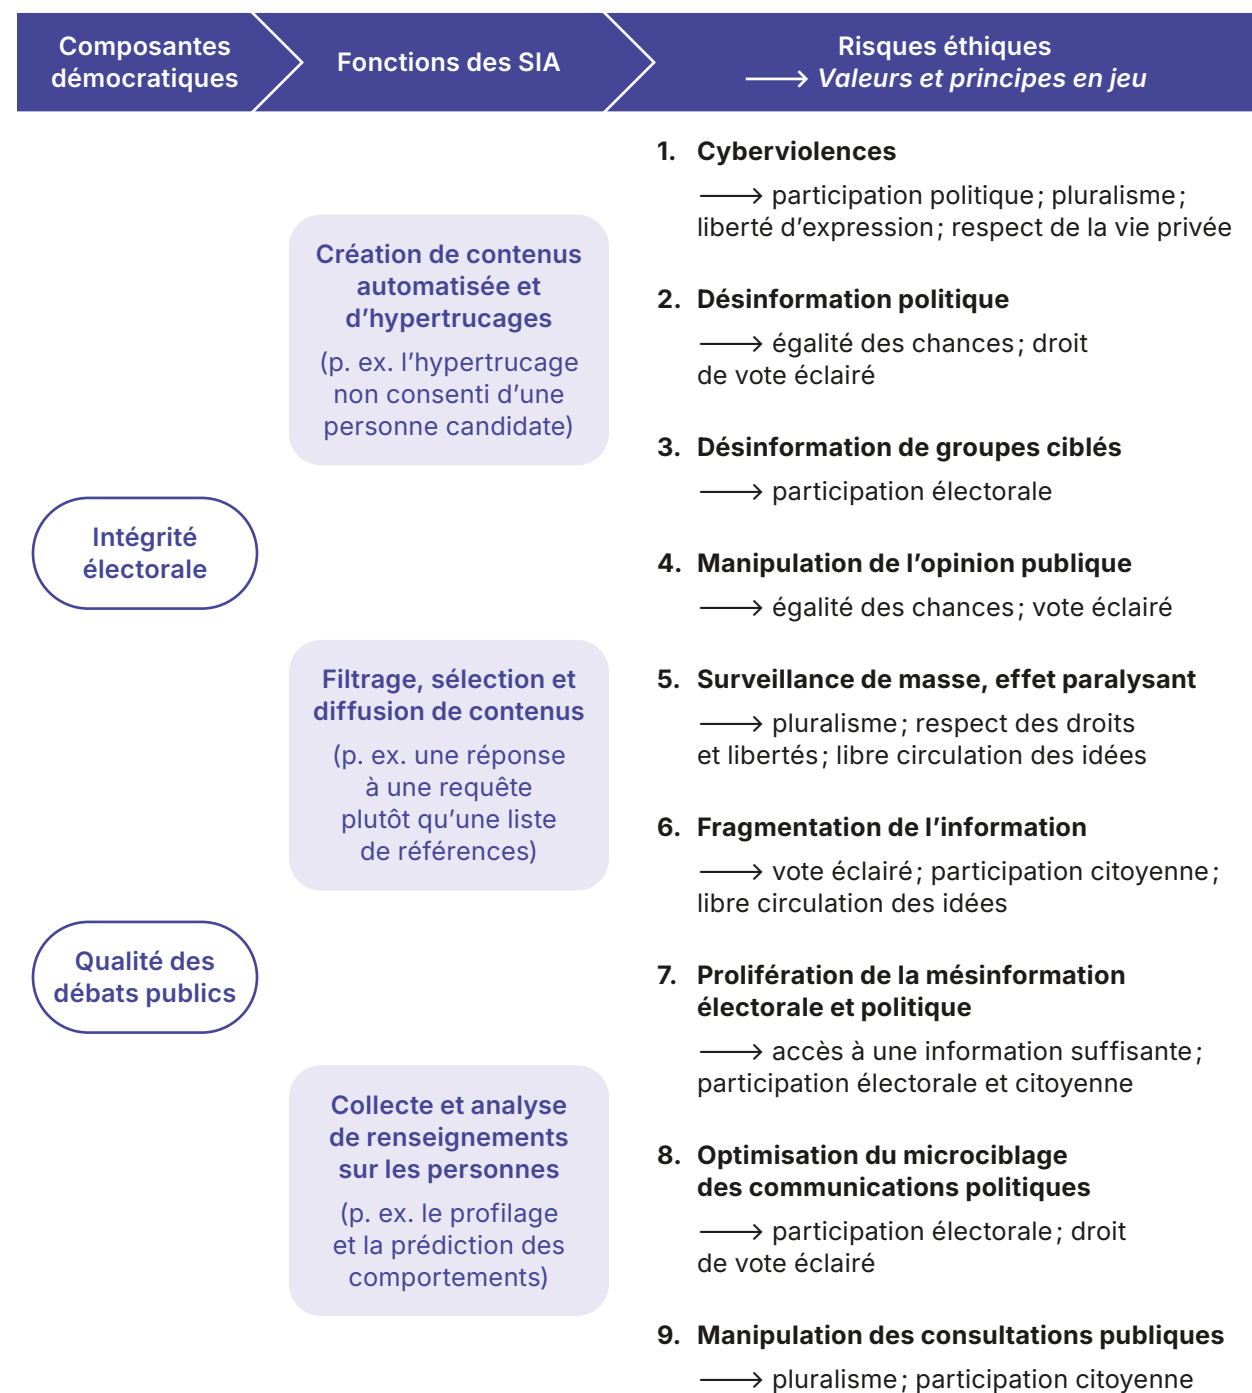 Composantes
démocratiques
Fonctions des SIA
Risques éthiques
⟶ Valeurs et principes en jeu
Intégrité
électorale
Qualité des
débats publics
Création de contenus
automatisée et
d’hypertrucages
(p. ex. l’hypertrucage
non consenti d’une
personne candidate)
Filtrage, sélection et
diffusion de contenus
(p. ex. une réponse
à une requête
plutôt qu’une liste
de références)
Collecte et analyse
de renseignements
sur les personnes
(p. ex. le profilage
et la prédiction des
comportements)
1. Cyberviolences
⟶ participation politique ; pluralisme ;
liberté d’expression ; respect de la vie privée
2. Désinformation politique
⟶ égalité des chances ; droit
de vote éclairé
3. Désinformation de groupes ciblés
⟶ participation électorale
4. Manipulation de l’opinion publique
⟶ égalité des chances ; vote éclairé
5. Surveillance de masse, effet paralysant
⟶ pluralisme ; respect des droits
et libertés ; libre circulation des idées
6. Fragmentation de l’information
⟶ vote éclairé ; participation citoyenne ;
libre circulation des idées
7. Prolifération de la mésinformation
électorale et politique
⟶ accès à une information suffisante ;
participation électorale et citoyenne
8. Optimisation du microciblage
des communications politiques
⟶ participation électorale ; droit
de vote éclairé
9. Manipulation des consultations publiques
⟶ pluralisme ; participation citoyenne